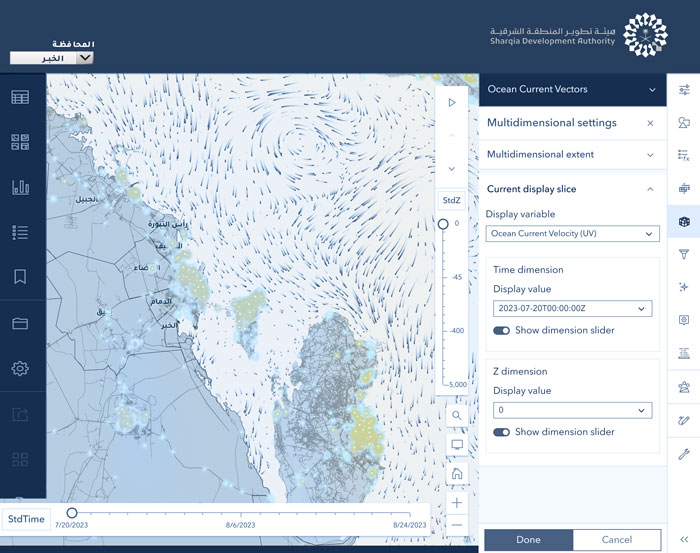 المحافظة
الخبر
هيئة تطوير المنطقة الشرقية
Sharqia Development Authority
Ocean Current Vectors
Multidimensional settings
Multidimensional extent
Current display slice
Display variable
Ocean Current Velocity (UV)
Time dimension
Display value
2023-07-20T00:00:00Z
Show dimension slider
Z dimension
Display value
0
Show dimension slider
Done
Cancel
StdZ
0
-45
-400
-5,000
الجبيل
رأس تنورة
الدمام
الخبر
StdTime
7/20/2023
8/6/2023
8/24/2023